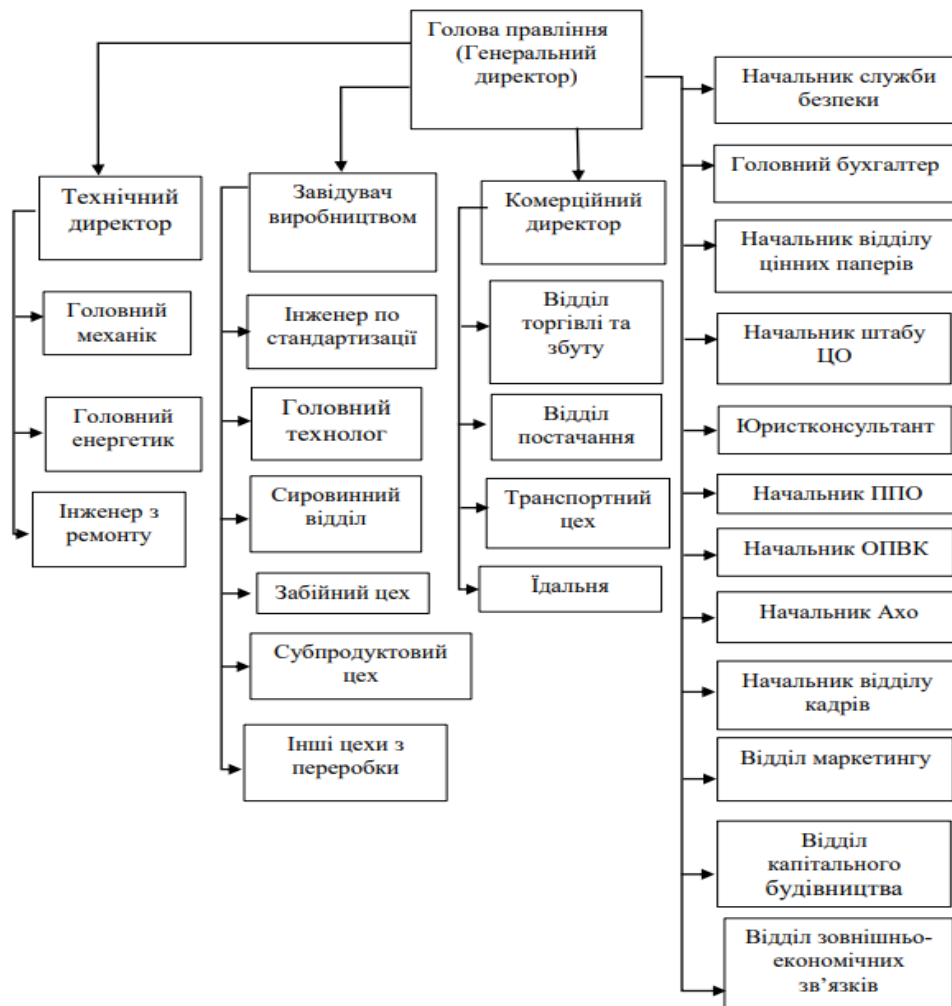 Голова правління
(Генеральний
директор)
Технічний
директор
Головний
механік
Головний
енергетик
Інженер з
ремонту
Завідувач
виробництвом
Інженер по
стандартизації
Головний
технолог
Сировинний
відділ
Забійний цех
Субпродуктовий
цех
Інші цехи з
переробки
Комерційний
директор
Відділ
торгівлі та
збуту
Відділ
постачання
Транспортний
цех
Їдальня
Начальник служби
безпеки
Головний бухгалтер
Начальник відділу
цінних паперів
Начальник штабу
ЦО
Юристконсультант
Начальник ППО
Начальник ОПВК
Начальник Ахо
Начальник відділу
кадрів
Відділ маркетингу
Відділ
капітального
будівництва
Відділ зовнішньо-
економічних
зв’язків